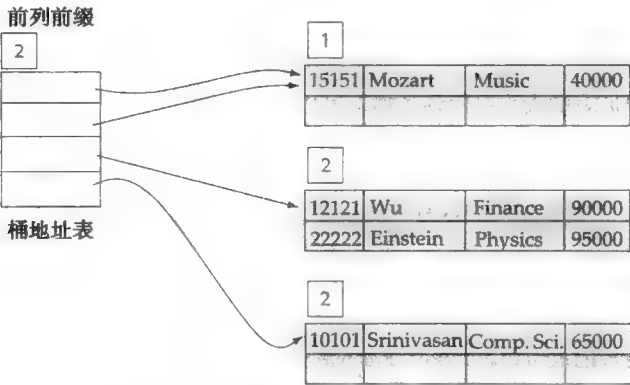 前列前缀
2
桶地址表
1
15151 Mozart Music 40000
2
12121 Wu Finance 90000
22222 Einstein Physics 95000
2
10101 Srinivasan Comp. Sci. 65000